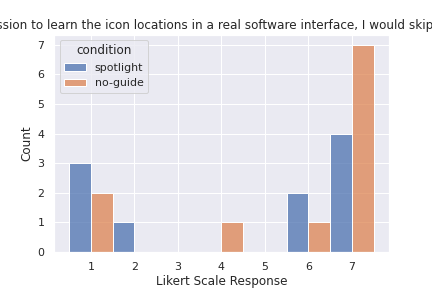 ssion to learn the icon locations in a real software interface, I would skip
condition
spotlight
no-guide
Count
7
6
5
4
3
2
1
0
1 2 3 4 5 6 7
Likert Scale Response